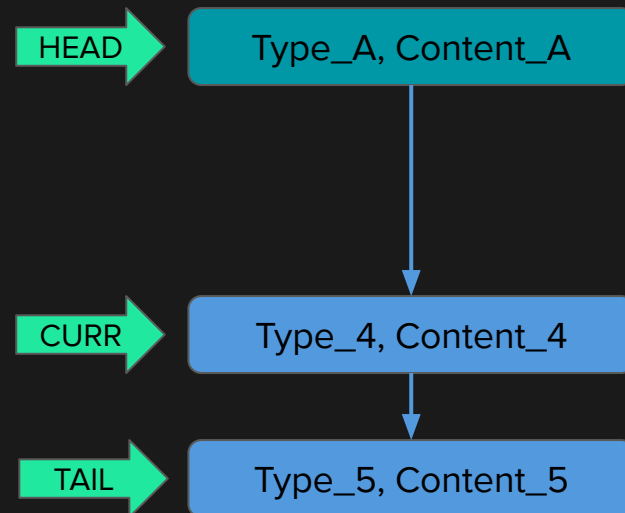 HEAD
Type_A, Content_A
CURR
Type_4, Content_4
TAIL
Type_5, Content_5